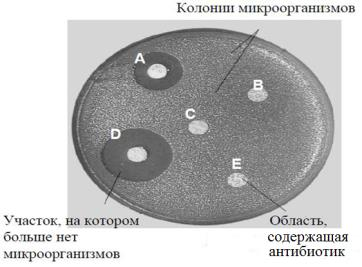 Колонии микроорганизмов
A
B
C
D
E
Участок, на котором
больше нет
микроорганизмов
Область,
содержащая
антибиотик